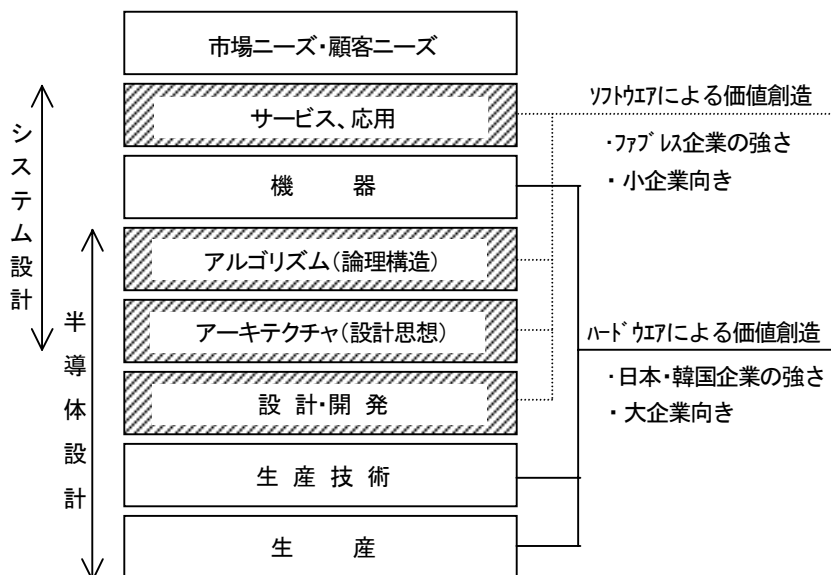 市場ニーズ・顧客ニーズ
サービス、応用
機 器
アルゴリズム(論理構造)
アーキテクチャ(設計思想)
設 計・開 発
生 産 技 術
生 産
システム設計
半導体設計
ｿﾌﾄｳｴｱによる価値創造
・ﾌｧﾌﾞﾚｽ企業の強さ
・ 小企業向き
ﾊｰﾄﾞｳｴｱによる価値創造
・日本・韓国企業の強さ
・ 大企業向き